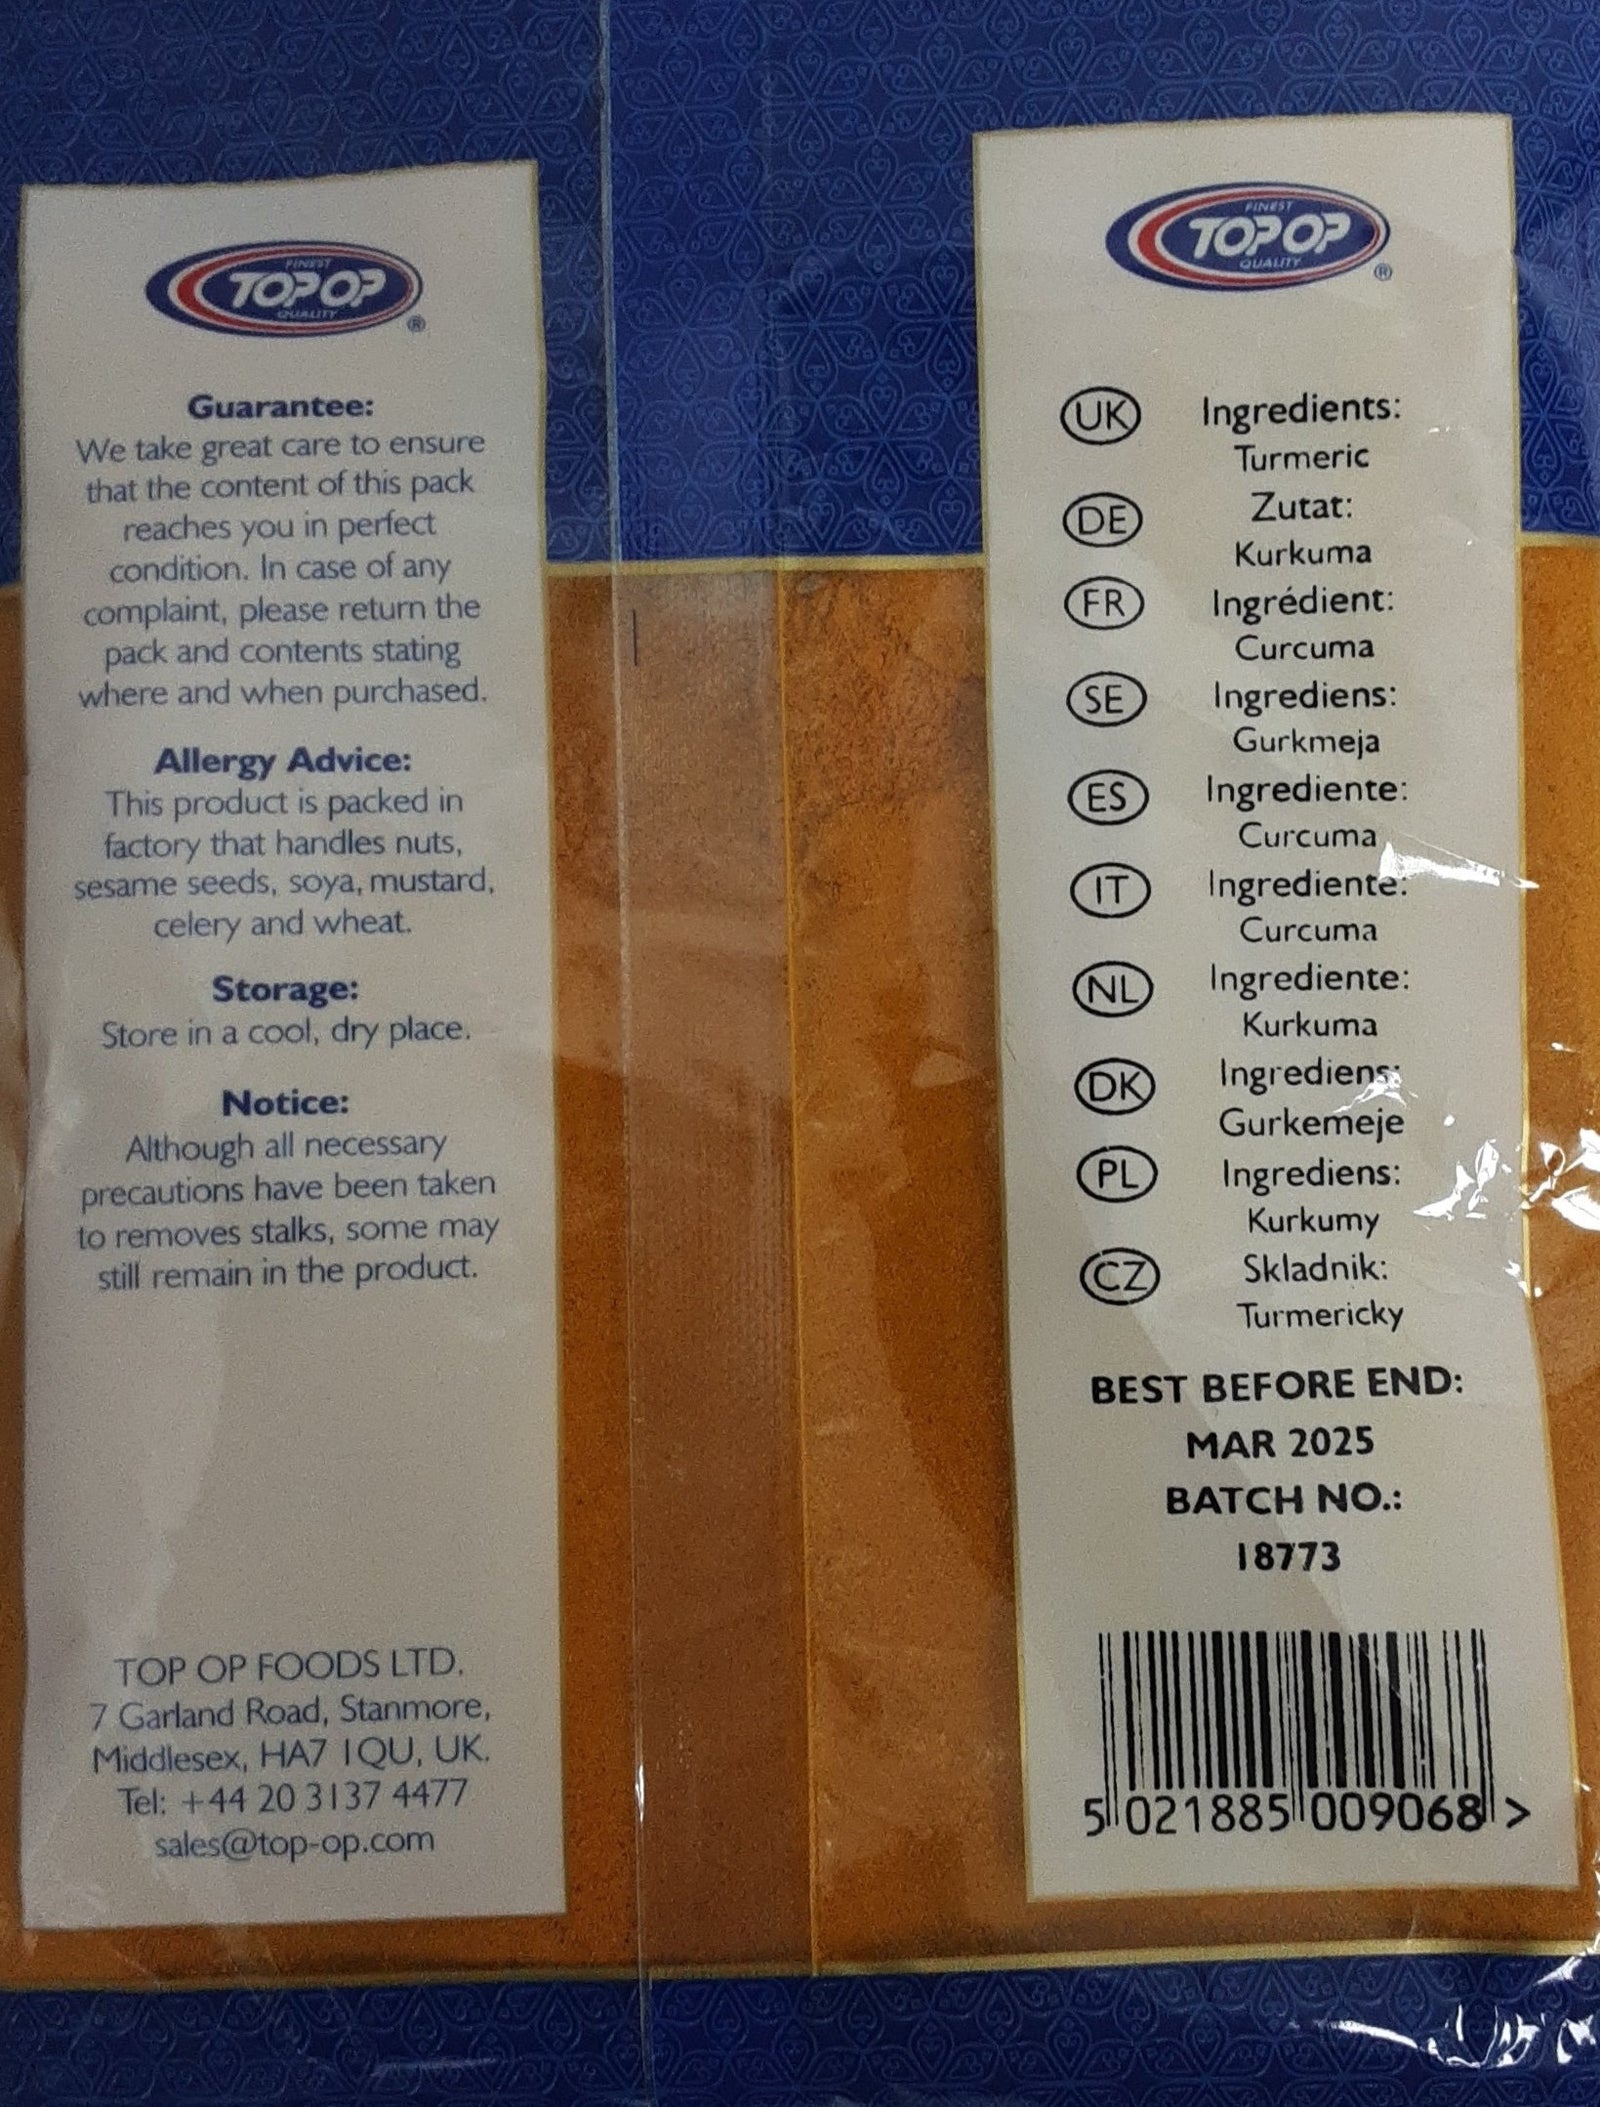 FINEST
TOP OP
QUALITY
®
Guarantee:
We take great care to ensure
that the content of this pack
reaches you in perfect
condition. In case of any
complaint, please return the
pack and contents stating
where and when purchased.
Allergy Advice:
This product is packed in
factory that handles nuts,
sesame seeds, soya, mustard,
celery and wheat.
Storage:
Store in a cool, dry place.
Notice:
Although all necessary
precautions have been taken
to removes stalks, some may
still remain in the product.
TOP OP FOODS LTD.
7 Garland Road, Stanmore,
Middlesex, HA7 1QU, UK.
Tel: +44 20 3137 4477
sales@top-op.com
FINEST
TOP OP
QUALITY
®
UK Ingredients:
Turmeric
DE Zutat:
Kurkuma
FR Ingrédient:
Curcuma
SE Ingrediens:
Gurkmeja
ES Ingrediente:
Curcuma
IT Ingrediente:
Curcuma
NL Ingrediente:
Kurkuma
DK Ingrediens:
Gurkemeje
PL Ingrediens:
Kurkumy
CZ Skladnik:
Turmericky
BEST BEFORE END:
MAR 2025
BATCH NO.:
18773
5 021885 009068 >